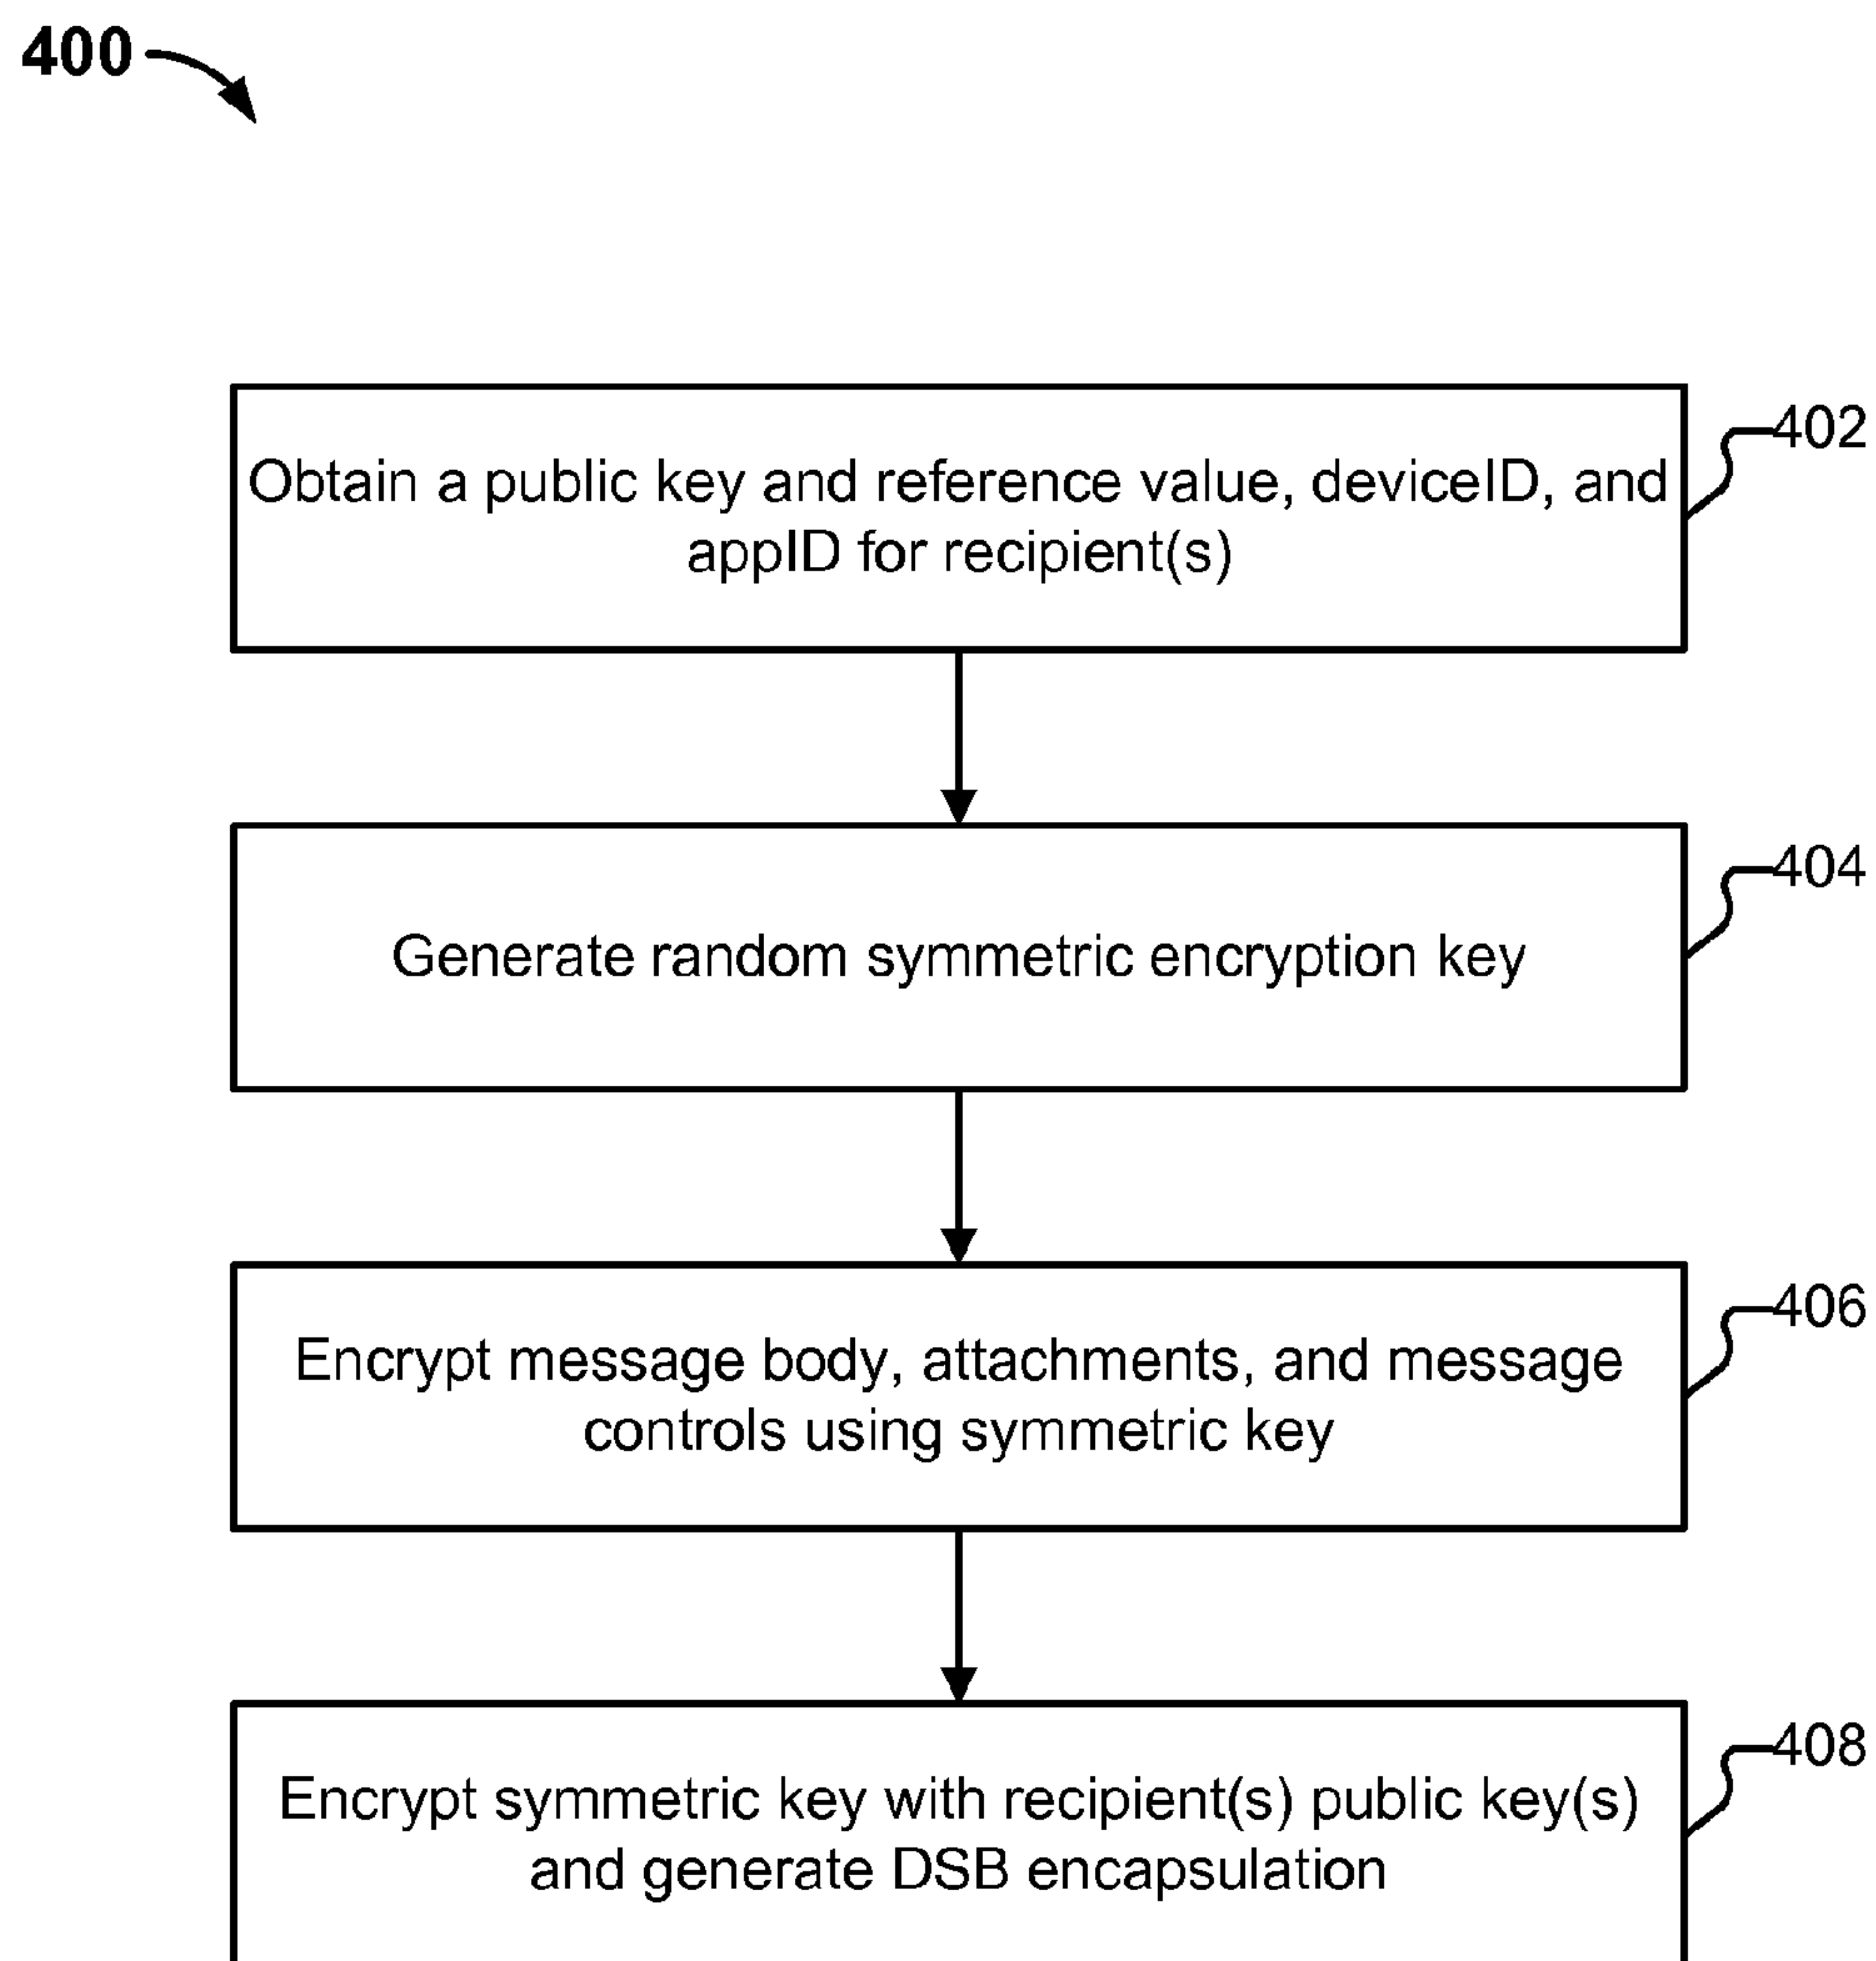 400
402
Obtain a public key and reference value, deviceID, and
appID for recipient(s)
404
Generate random symmetric encryption key
406
Encrypt message body, attachments, and message
controls using symmetric key
408
Encrypt symmetric key with recipient(s) public key(s)
and generate DSB encapsulation